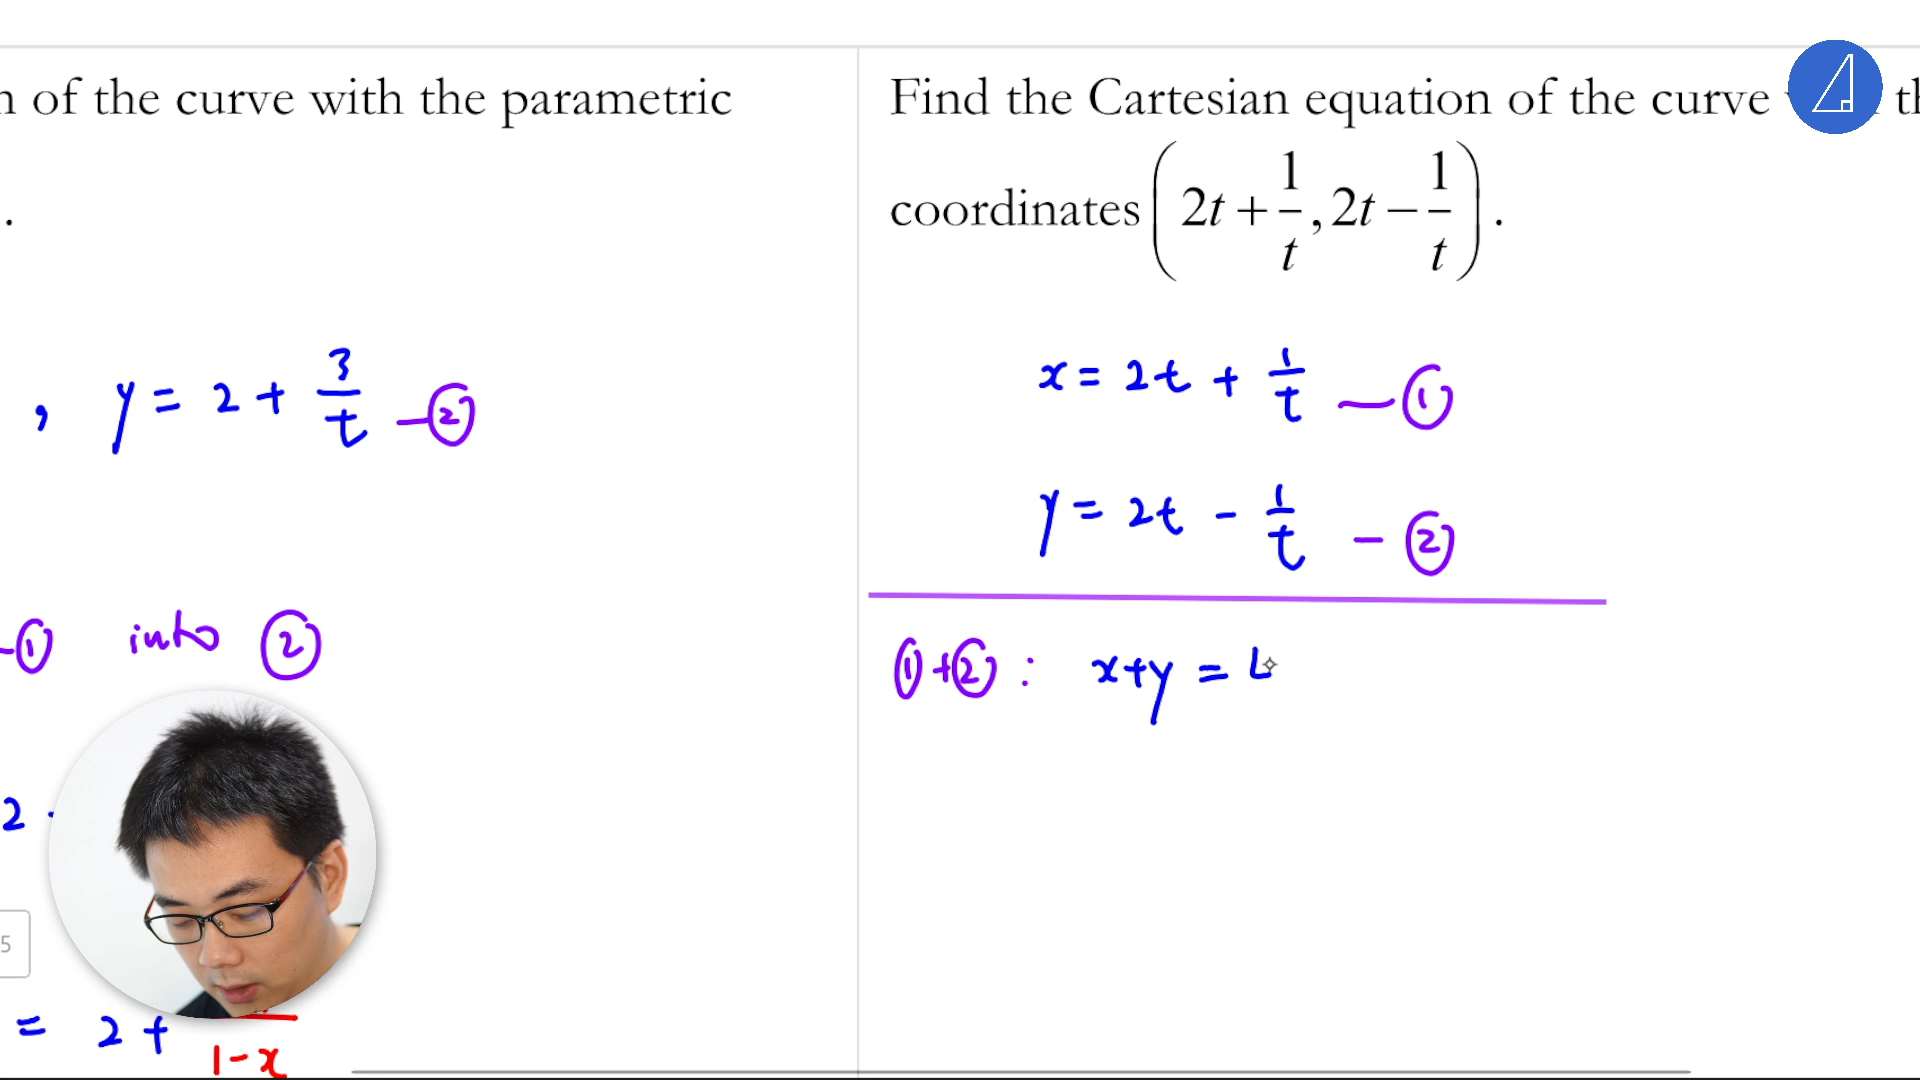 n of the curve with the parametric
.
, y = 2 + 3/t —②
—① into ②
2
5
= 2 +
1 - x
Find the Cartesian equation of the curve
coordinates (2t + 1/t, 2t − 1/t).
x = 2t + 1/t —①
y = 2t - 1/t - ②
①+②: x+y =